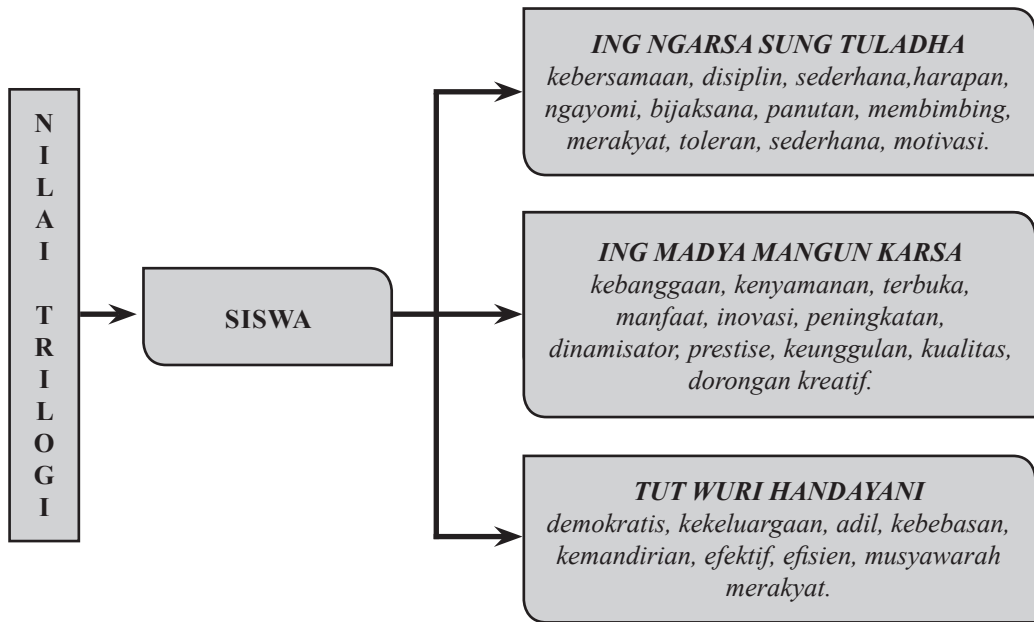 NILAI TRILOGI
SISWA
ING NGARSA SUNG TULADHA
kebersamaan, disiplin, sederhana,harapan,
ngayomi, bijaksana, panutan, membimbing,
merakyat, toleran, sederhana, motivasi.
ING MADYA MANGUN KARSA
kebanggaan, kenyamanan, terbuka,
manfaat, inovasi, peningkatan,
dinamisator, prestise, keunggulan, kualitas,
dorongan kreatif.
TUT WURI HANDAYANI
demokratis, kekeluargaan, adil, kebebasan,
kemandirian, efektif, efisien, musyawarah
merakyat.